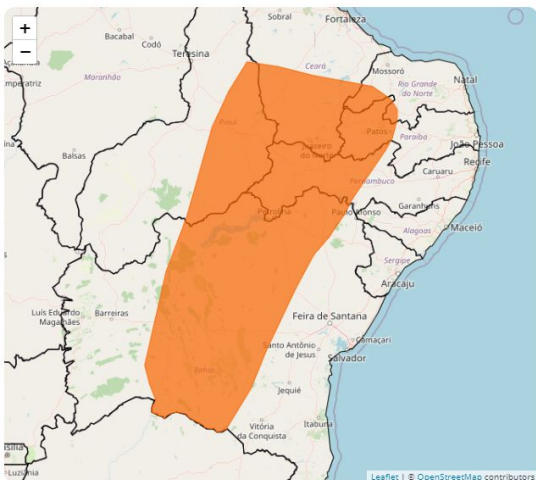 +
−
Sobral
Fortaleza
Bacabal
Codó
Teresina
Ceará
Mossoró
Maranhão
Rio Grande
do Norte
Natal
Piauí
Patos
Paraíba
João Pessoa
Balsas
Juazeiro
do Norte
Recife
Caruaru
Pernambuco
Petrolina
Paulo Afonso
Garanhuns
Alagoas
Maceió
Sergipe
Aracaju
Luís Eduardo
Magalhães
Barreiras
Feira de Santana
Camaçari
Santo Antônio
de Jesus
Salvador
Bahia
Jequié
Vitória
da Conquista
Itabuna
Luziânia
Leaflet | © OpenStreetMap contributors